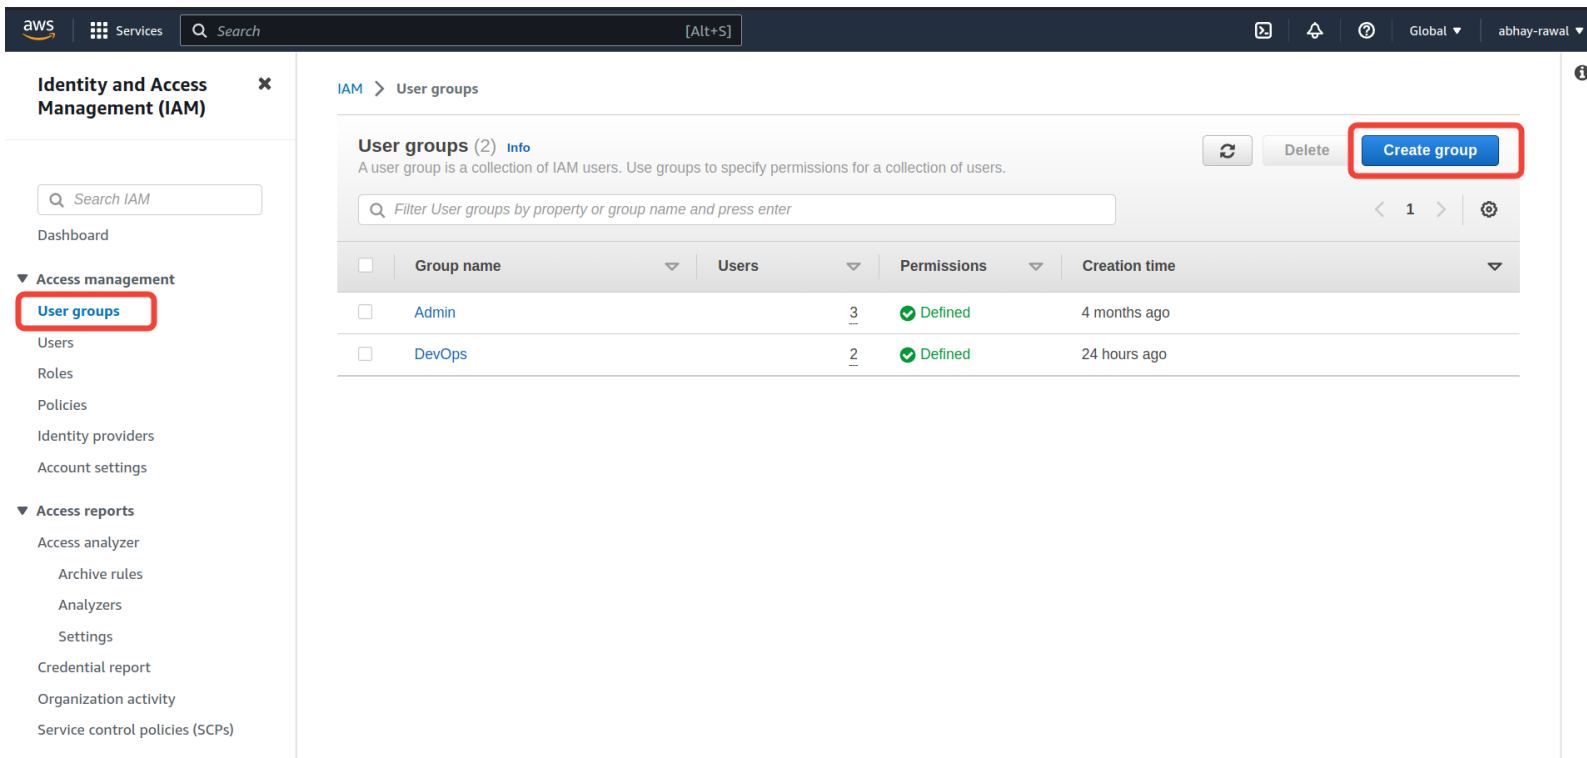 aws Services Search [Alt+S] Global abhay-rawal
Identity and Access
Management (IAM)
Search IAM
Dashboard
Access management
User groups
Users
Roles
Policies
Identity providers
Account settings
Access reports
Access analyzer
Archive rules
Analyzers
Settings
Credential report
Organization activity
Service control policies (SCPs)
IAM > User groups
User groups (2) Info
A user group is a collection of IAM users. Use groups to specify permissions for a collection of users.
Delete
Create group
Filter User groups by property or group name and press enter
< 1 >
Group name Users Permissions Creation time
Admin 3 Defined 4 months ago
DevOps 2 Defined 24 hours ago